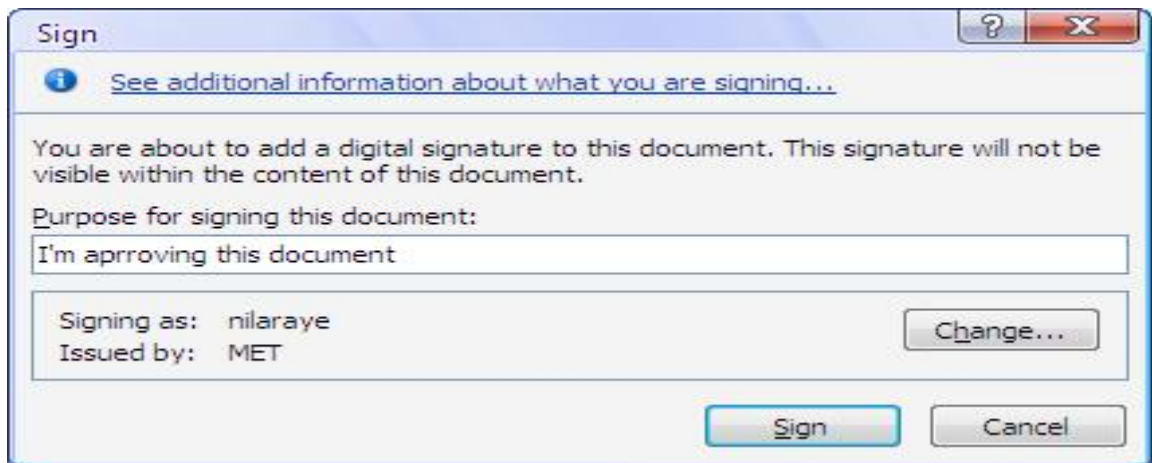 Sign
?
See additional information about what you are signing...
You are about to add a digital signature to this document. This signature will not be
visible within the content of this document.
Purpose for signing this document:
I'm aprroving this document
Signing as: nilaraye
Change...
Issued by: MET
Sign Cancel